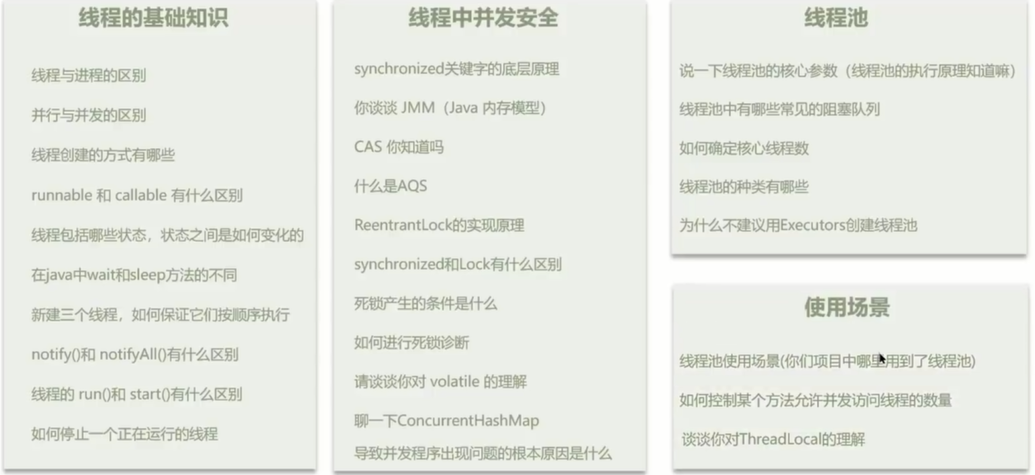 线程的基础知识
线程与进程的区别
并行与并发的区别
线程创建的方式有哪些
runnable 和 callable 有什么区别
线程包括哪些状态，状态之间是如何变化的
在java中wait和sleep方法的不同
新建三个线程，如何保证它们按顺序执行
notify()和 notifyAll()有什么区别
线程的 run()和 start()有什么区别
如何停止一个正在运行的线程
线程中并发安全
synchronized关键字的底层原理
你谈谈 JMM（Java 内存模型）
CAS 你知道吗
什么是AQS
ReentrantLock的实现原理
synchronized和Lock有什么区别
死锁产生的条件是什么
如何进行死锁诊断
请谈谈你对 volatile 的理解
聊一下ConcurrentHashMap
导致并发程序出现问题的根本原因是什么
线程池
说一下线程池的核心参数（线程池的执行原理知道嘛）
线程池中有哪些常见的阻塞队列
如何确定核心线程数
线程池的种类有哪些
为什么不建议用Executors创建线程池
使用场景
线程池使用场景(你们项目中哪里用到了线程池)
如何控制某个方法允许并发访问线程的数量
谈谈你对ThreadLocal的理解